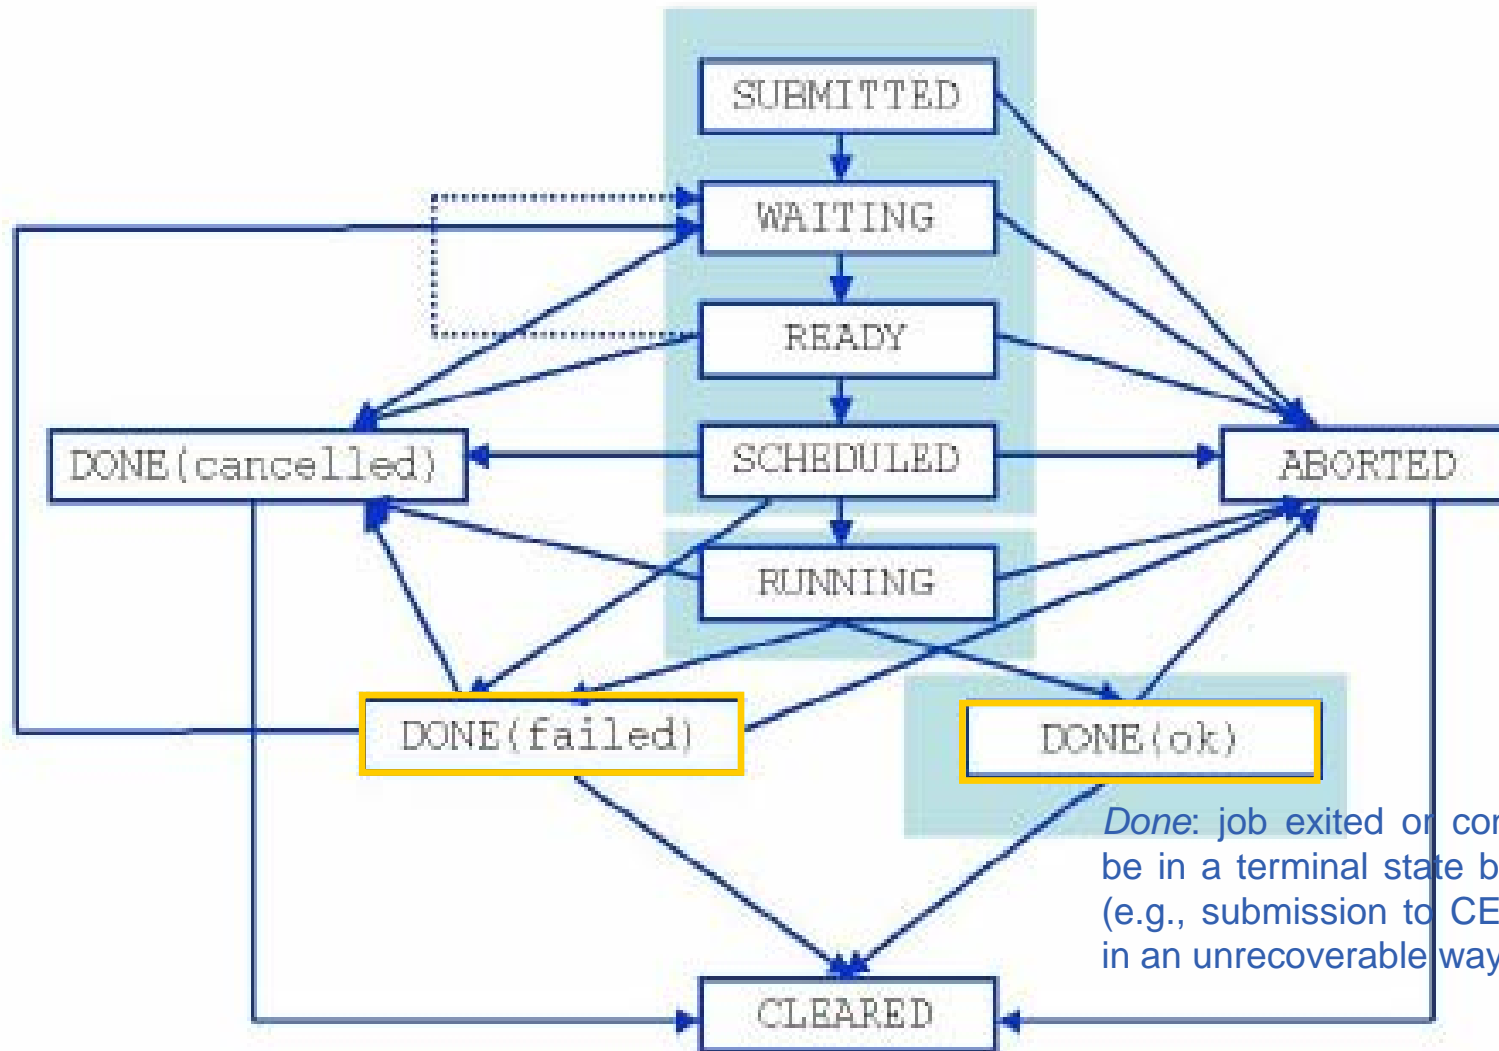 SUBMITTED
WAITING
READY
SCHEDULED
DONE(cancelled)
ABORTED
RUNNING
DONE(failed)
DONE(ok)
Done: job exited or
be in a terminal state
(e.g., submission to CE
in an unrecoverable way
CLEARED